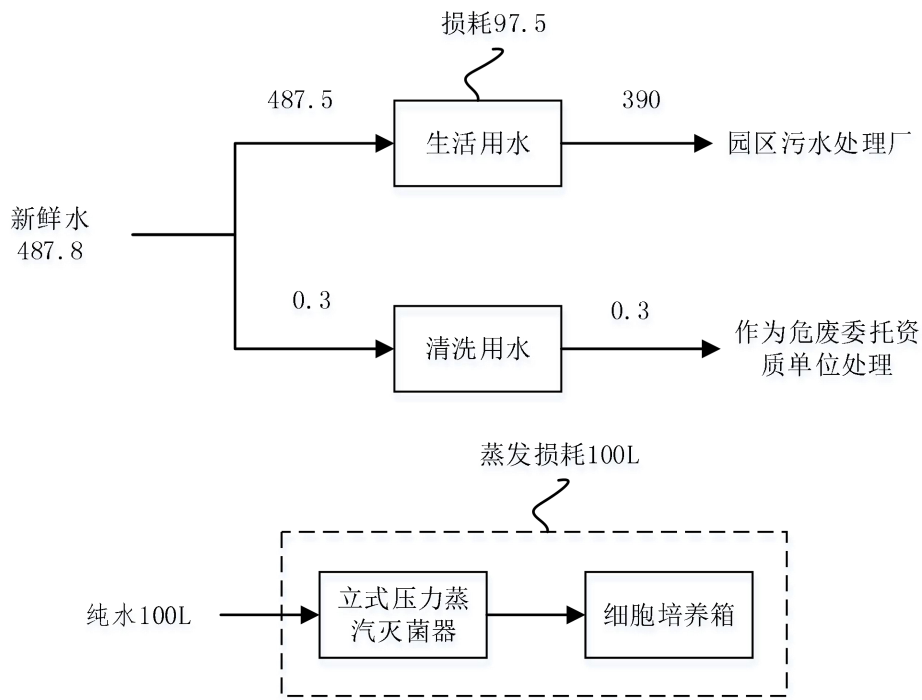 损耗97.5
487.5
390
生活用水
园区污水处理厂
新鲜水
487.8
0.3
0.3
清洗用水
作为危废委托资
质单位处理
蒸发损耗100L
纯水100L
立式压力蒸
汽灭菌器
细胞培养箱